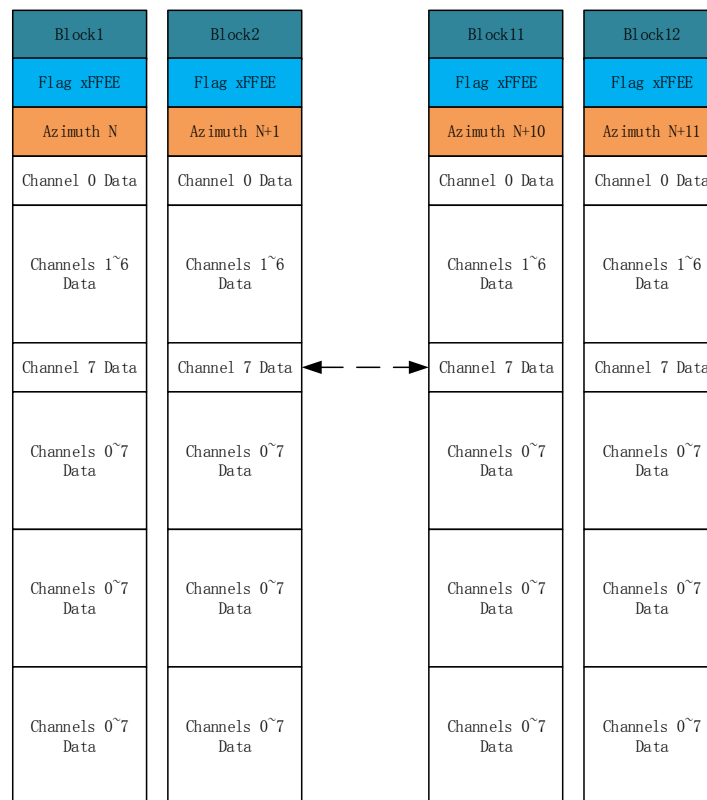 Block1
Flag xFFEE
Azimuth N
Channel 0 Data
Channels 1~6
Data
Channel 7 Data
Channels 0~7
Data
Channels 0~7
Data
Channels 0~7
Data
Block2
Flag xFFEE
Azimuth N+1
Channel 0 Data
Channels 1~6
Data
Channel 7 Data
Channels 0~7
Data
Channels 0~7
Data
Channels 0~7
Data
Block11
Flag xFFEE
Azimuth N+10
Channel 0 Data
Channels 1~6
Data
Channel 7 Data
Channels 0~7
Data
Channels 0~7
Data
Channels 0~7
Data
Block12
Flag xFFEE
Azimuth N+11
Channel 0 Data
Channels 1~6
Data
Channel 7 Data
Channels 0~7
Data
Channels 0~7
Data
Channels 0~7
Data